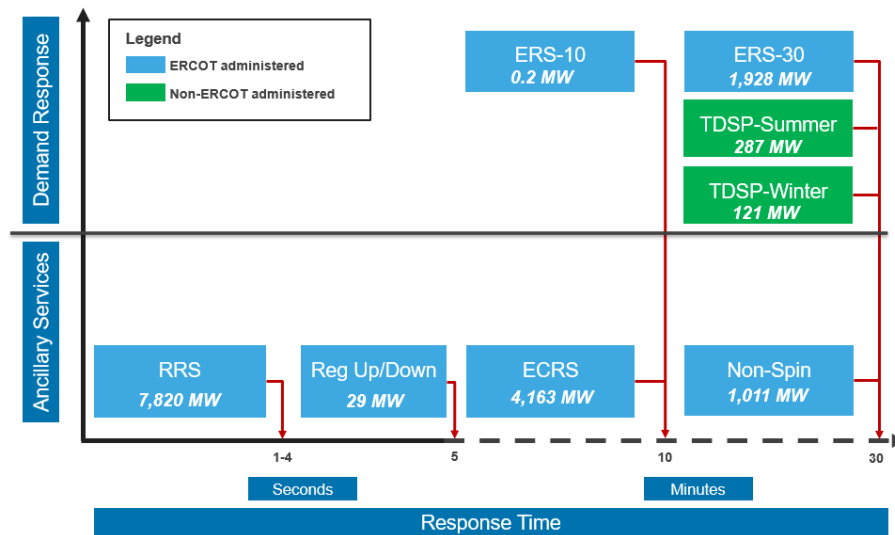 Legend
ERCOT administered
Non-ERCOT administered
Demand Response
ERS-10
0.2 MW
ERS-30
1,928 MW
TDSP-Summer
287 MW
TDSP-Winter
121 MW
Ancillary Services
RRS
7,820 MW
Reg Up/Down
29 MW
ECRS
4,163 MW
Non-Spin
1,011 MW
1-4
5
10
30
Seconds
Minutes
Response Time